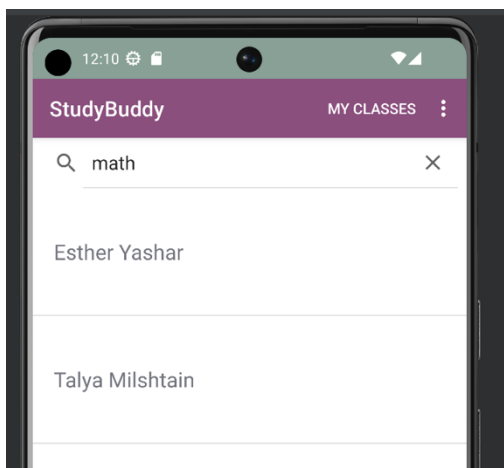 12:10
StudyBuddy MY CLASSES
math
Esther Yashar
Talya Milshtain